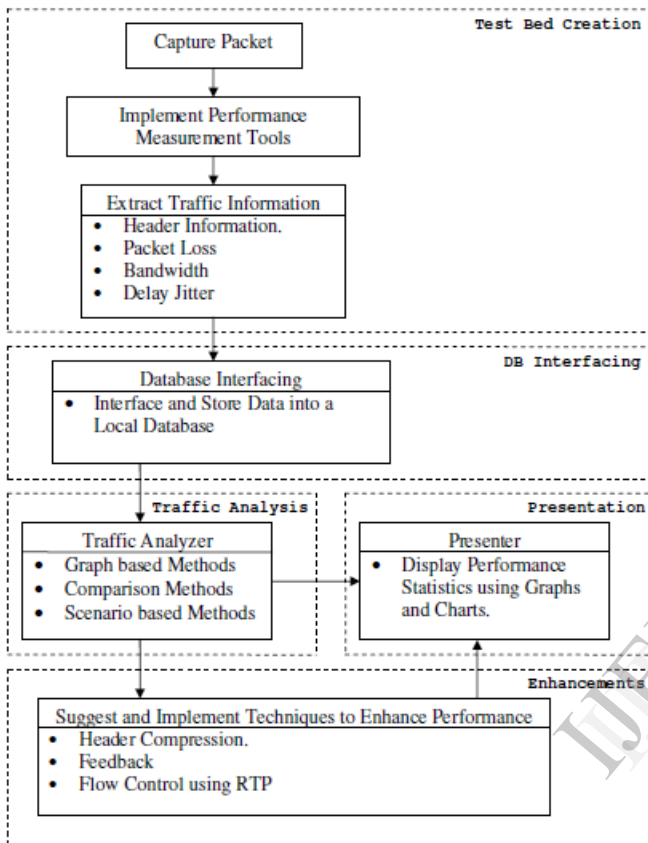 Test Bed Creation
Capture Packet
Implement Performance
Measurement Tools
Extract Traffic Information
• Header Information.
• Packet Loss
• Bandwidth
• Delay Jitter
DB Interfacing
Database Interfacing
• Interface and Store Data into a
Local Database
Traffic Analysis
Traffic Analyzer
• Graph based Methods
• Comparison Methods
• Scenario based Methods
Presentation
Presenter
• Display Performance
Statistics using Graphs
and Charts.
Enhancements
Suggest and Implement Techniques to Enhance Performance
• Header Compression.
• Feedback
• Flow Control using RTP